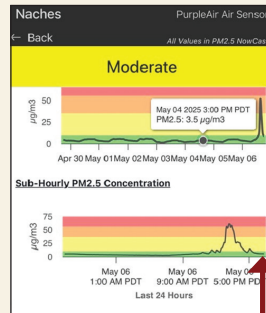 Naches
PurpleAir Air Sensor
← Back
All Values in PM2.5 NowCast
Moderate
μg/m3
50
25
0
May 04 2025 3:00 PM PDT
PM2.5: 3.5 μg/m3
Apr 30 May 01 May 02 May 03 May 04 May 05 May 06
Sub-Hourly PM2.5 Concentration
μg/m3
75
50
25
0
May 06 May 06 May 06
1:00 AM PDT 9:00 AM PDT 5:00 PM PDT
Last 24 Hours